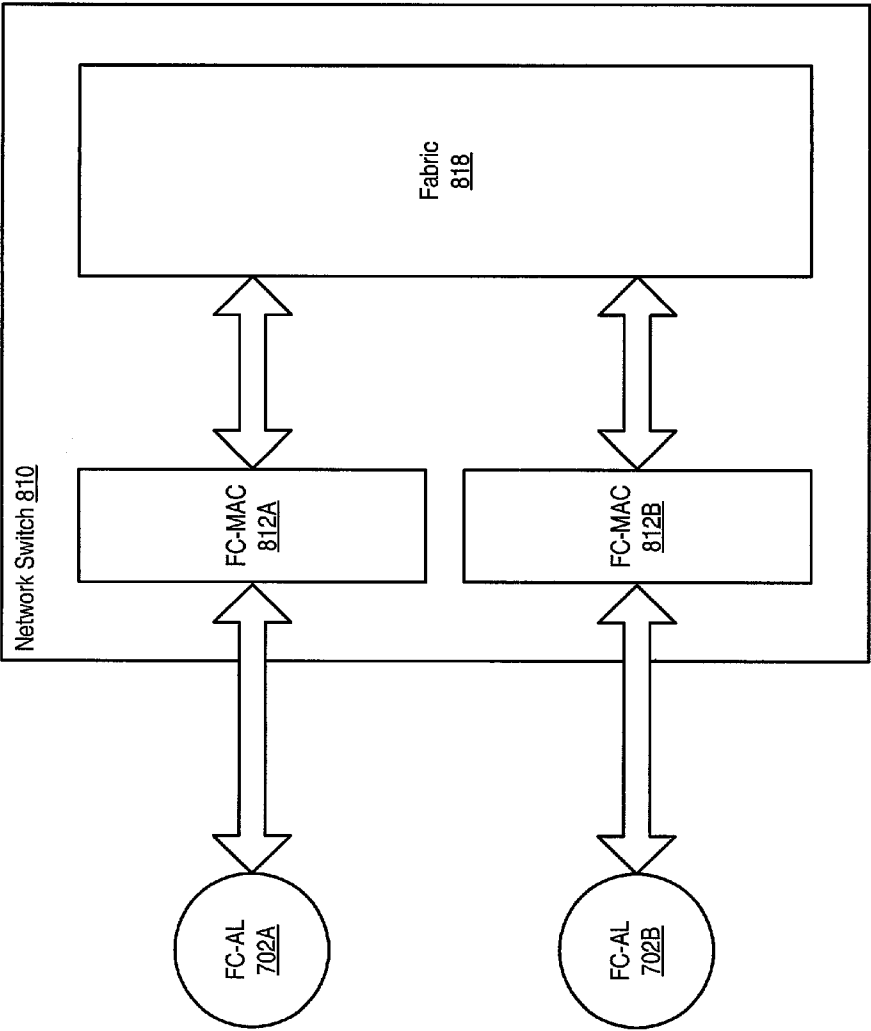 Network Switch 810
FC-AL
702A
FC-MAC
812A
Fabric
818
FC-AL
702B
FC-MAC
812B